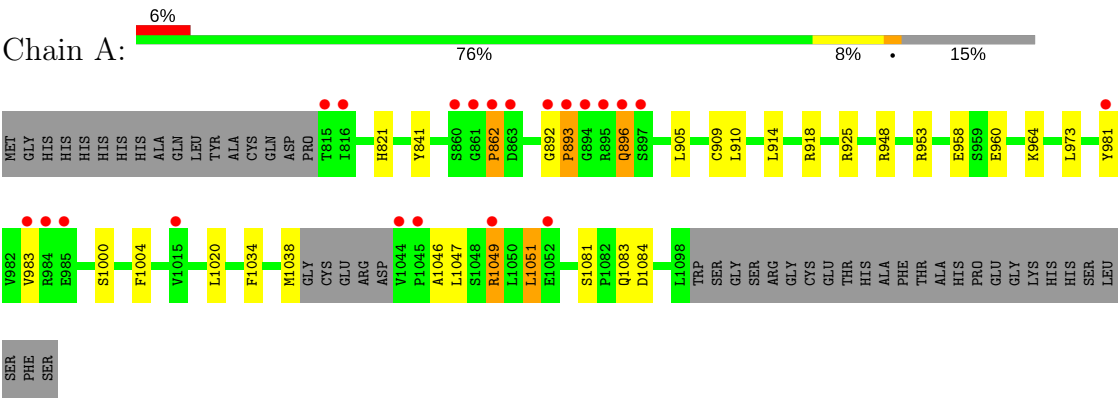 6%
Chain A:
76% 8% • 15%
MET GLY HIS HIS HIS HIS HIS HIS ALA GLN LEU TYR ALA CYS GLN ASP PRO T815 I816 H821 Y841 S860 G861 P862 D863 G892 P893 G894 R895 Q896 S897 L905 C909 L910 L914 R918 R925 R948 R953 E958 S959 E960 K964 L973 Y981
V982 V983 R984 E985 S1000 F1004 V1015 L1020 F1034 M1038 GLY CYS GLU ARG ASP V1044 P1045 A1046 L1047 S1048 R1049 L1050 L1051 E1052 S1081 P1082 Q1083 D1084 L1098 TRP SER GLY SER ARG GLY CYS GLU THR HIS ALA PHE THR ALA HIS PRO GLU GLY LYS HIS HIS SER LEU
SER PHE SER